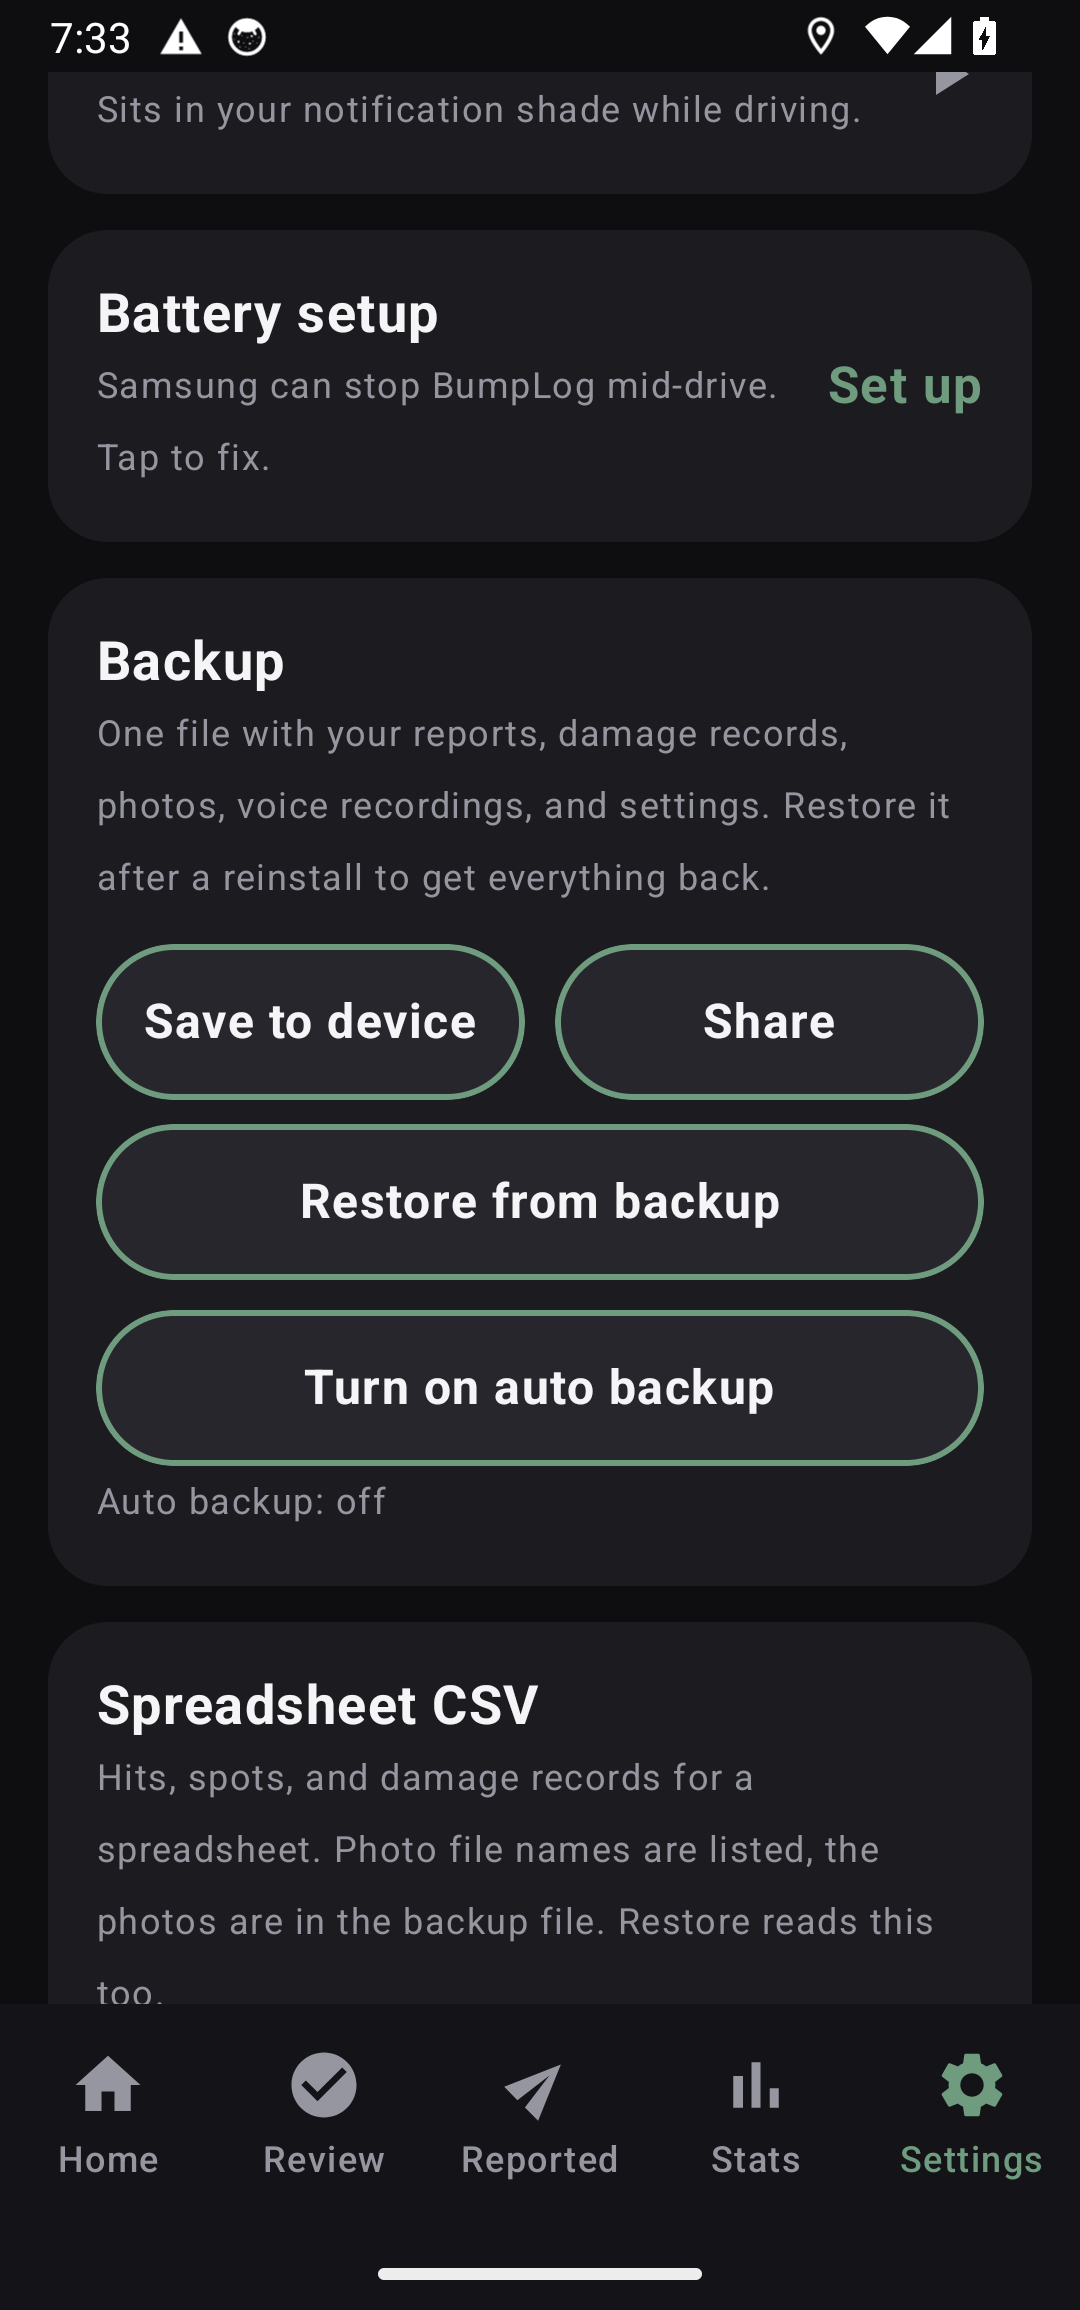 7:33
Sits in your notification shade while driving.
Battery setup
Samsung can stop BumpLog mid-drive.
Tap to fix.
Set up
Backup
One file with your reports, damage records,
photos, voice recordings, and settings. Restore it
after a reinstall to get everything back.
Save to device
Share
Restore from backup
Turn on auto backup
Auto backup: off
Spreadsheet CSV
Hits, spots, and damage records for a
spreadsheet. Photo file names are listed, the
photos are in the backup file. Restore reads this
too.
Home
Review
Reported
Stats
Settings